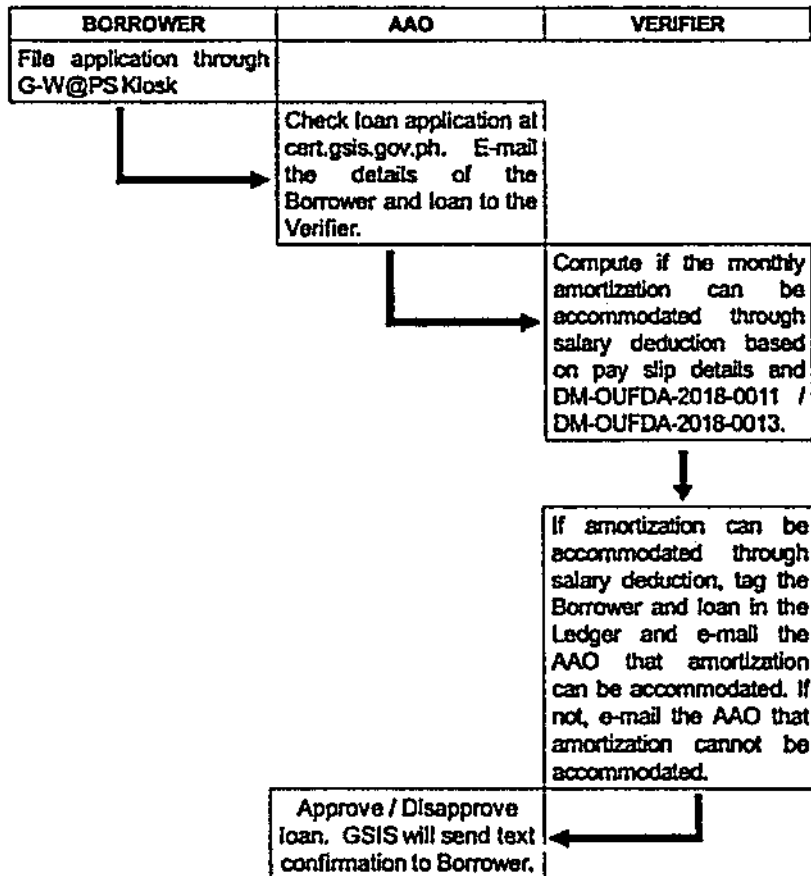 BORROWER
AAO
VERIFIER
File application through
G-W@PS Kiosk
Check loan application at
cert.gsis.gov.ph. E-mail
the details of the
Borrower and loan to the
Verifier.
Compute if the monthly
amortization can be
accommodated through
salary deduction based
on pay slip details and
DM-OUFDA-2018-0011 /
DM-OUFDA-2018-0013.
If amortization can be
accommodated through
salary deduction, tag the
Borrower and loan in the
Ledger and e-mail the
AAO that amortization
can be accommodated. If
not, e-mail the AAO that
amortization cannot be
accommodated.
Approve / Disapprove
loan. GSIS will send text
confirmation to Borrower.